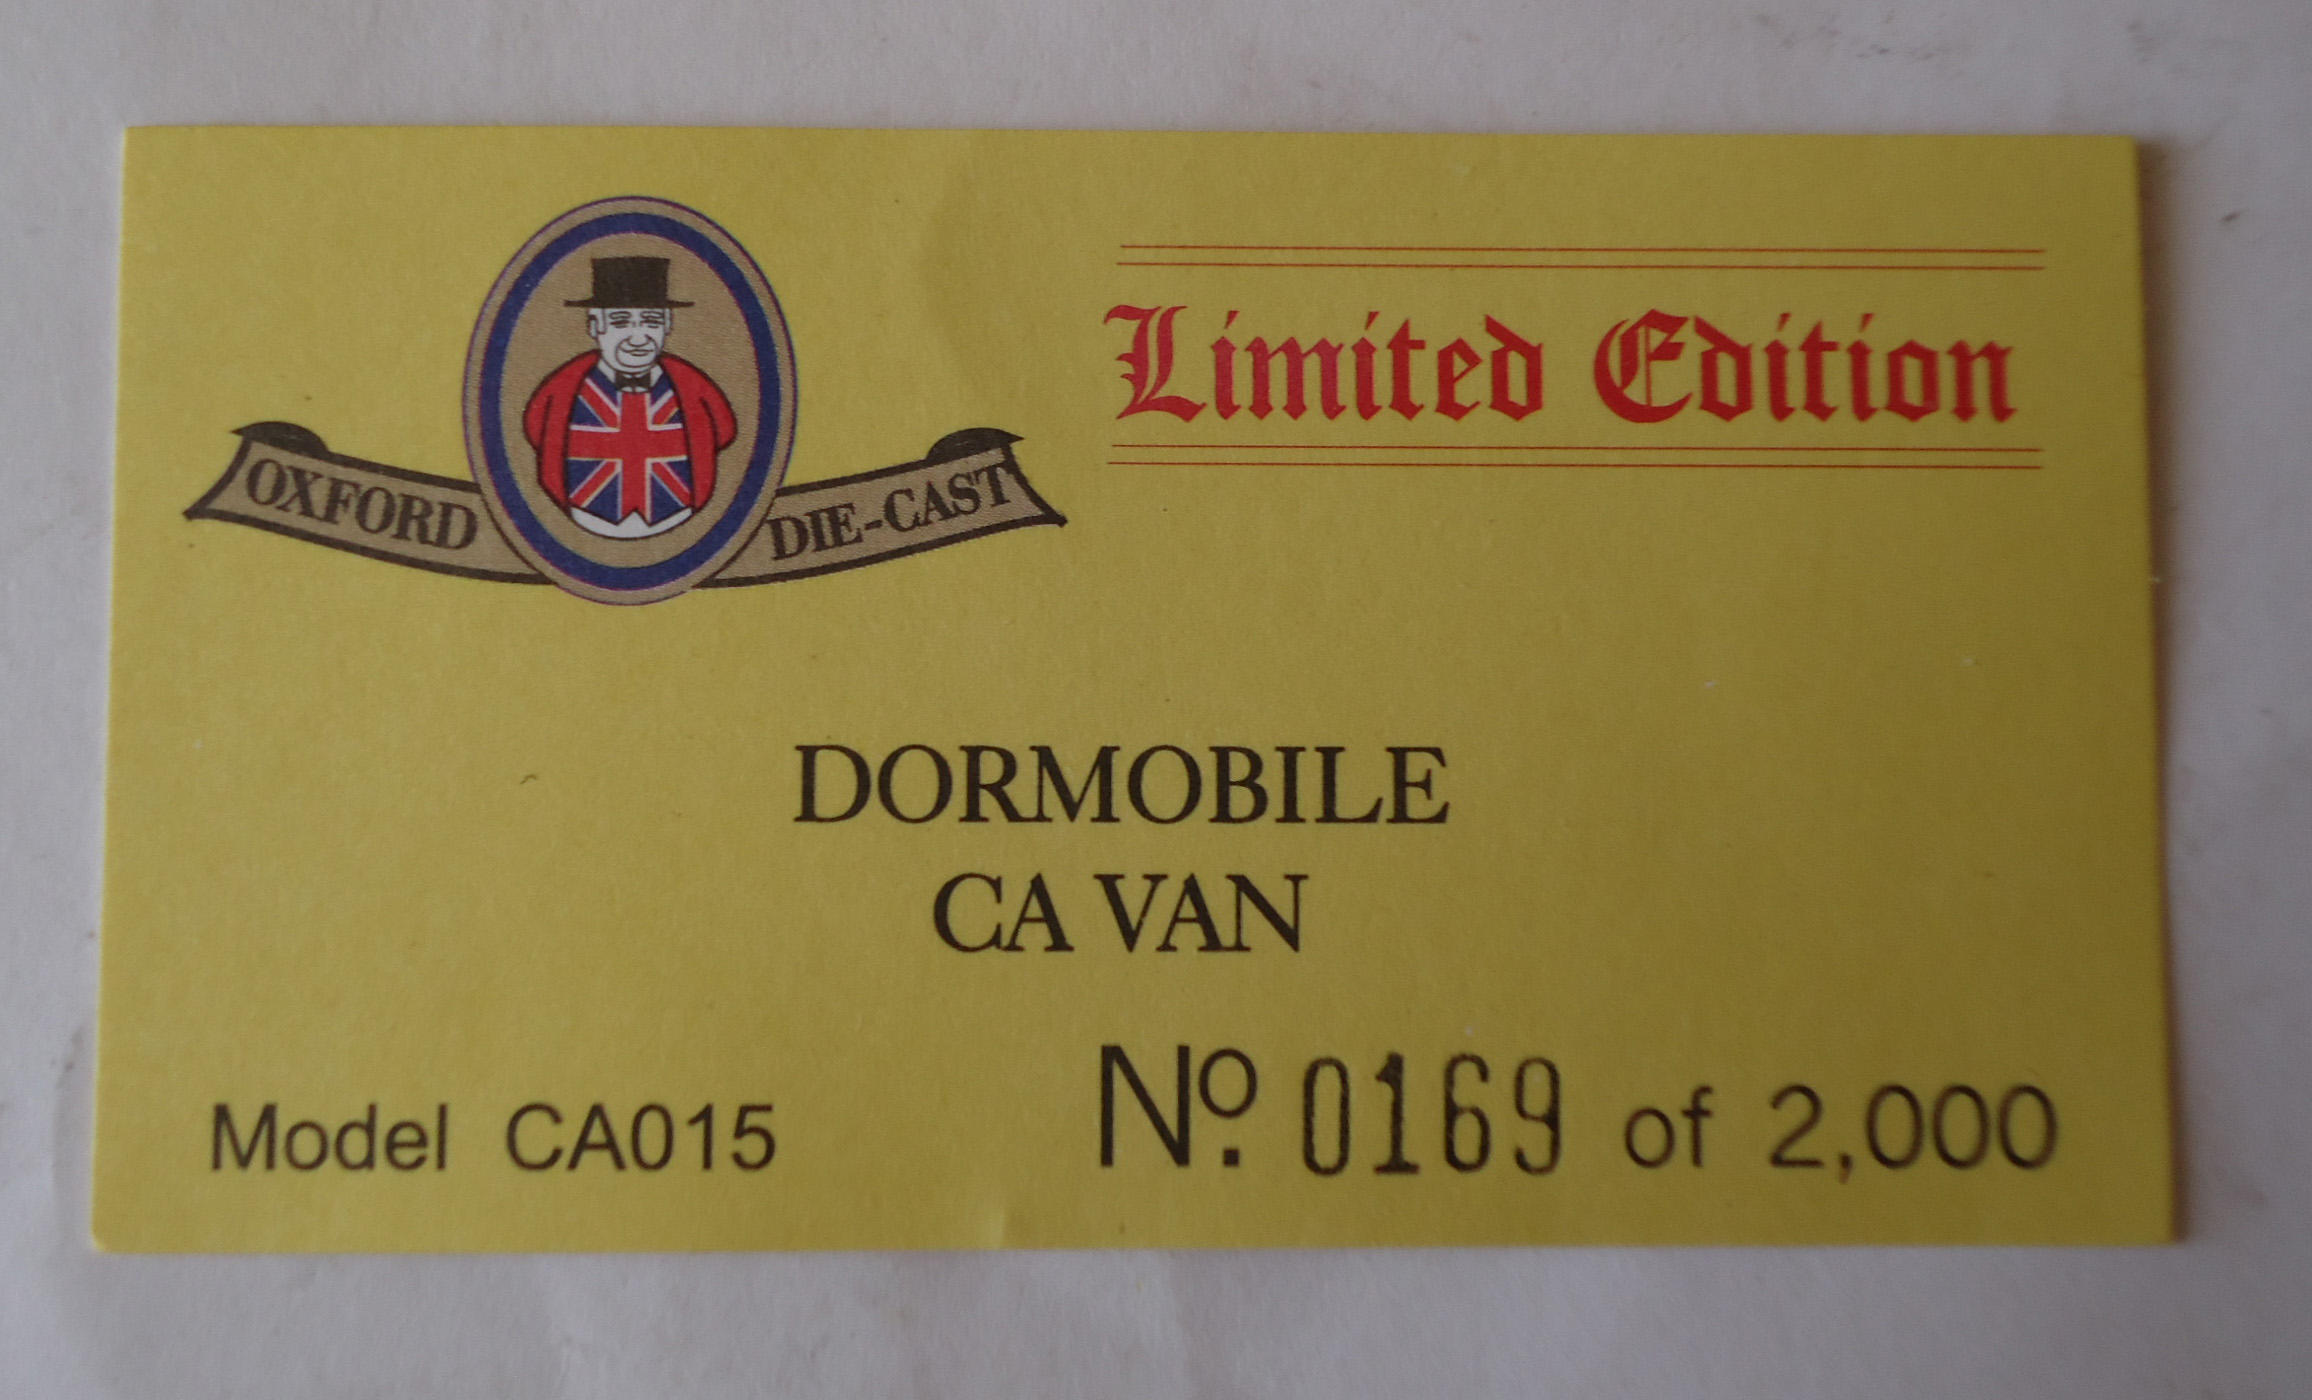 OXFORD DIE-CAST
Limited Edition
DORMOBILE
CA VAN
Model CA015
Nº. 0169 of 2,000